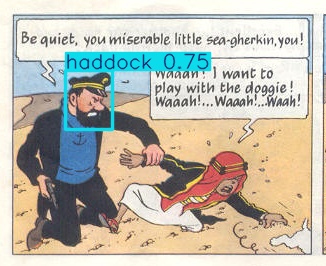 Be quiet, you miserable little sea-gherkin, you!
haddock 0.75
Waaah! I want to
play with the doggie!
Waaah!...Waaah!..Waah!